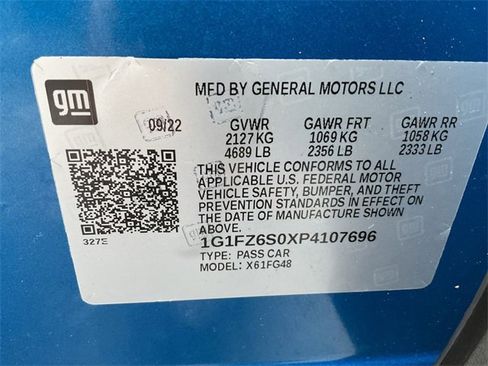 gm
MFD BY GENERAL MOTORS LLC
09/22 GVWR GAWR FRT GAWR RR
2127 KG 1069 KG 1058 KG
4689 LB 2356 LB 2333 LB
THIS VEHICLE CONFORMS TO ALL
APPLICABLE U.S. FEDERAL MOTOR
VEHICLE SAFETY, BUMPER, AND THEFT
PREVENTION STANDARDS IN EFFECT ON
THE DATE OF MANUFACTURE SHOWN
ABOVE.
327E 1G1FZ6S0XP4107696
TYPE: PASS CAR
MODEL: X61FG48